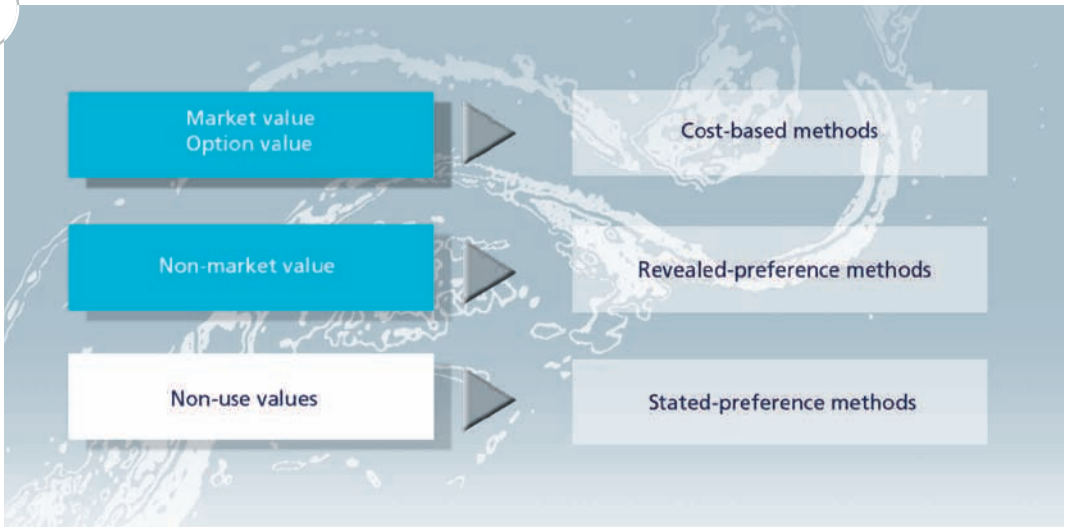 Market value
Option value
Cost-based methods
Non-market value
Revealed-preference methods
Non-use values
Stated-preference methods